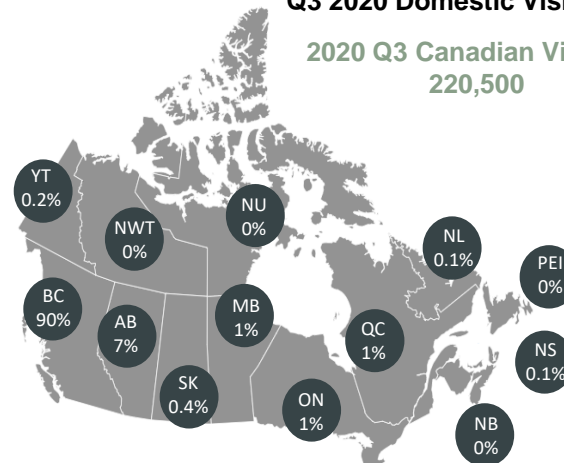 Q3 2020 Domestic
2020 Q3 Canadian
220,500
YT
0.2%
NWT
0%
NU
0%
NL
0.1%
PEI
0%
BC
90%
AB
7%
MB
1%
QC
1%
NS
0.1%
SK
0.4%
ON
1%
NB
0%